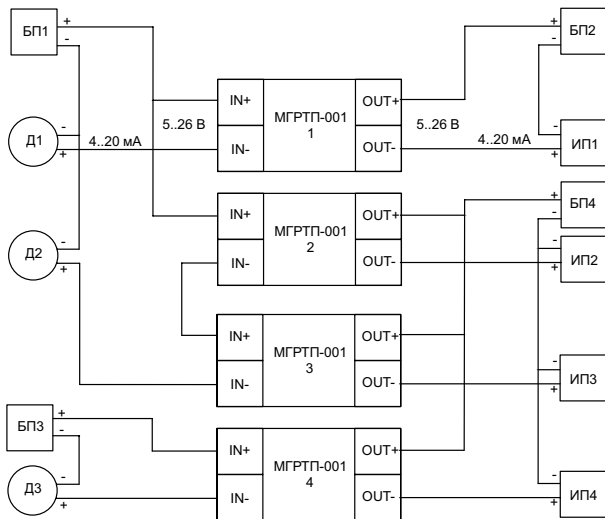 БП1 + -
БП2 + -
Д1 - +
4..20 мА
5..26 В
IN+ МГРТП-001 OUT+
1
IN- OUT-
5..26 В
4..20 мА
- + ИП1
БП4 + -
IN+ МГРТП-001 OUT+
2
IN- OUT-
Д2 - +
- + ИП2
IN+ МГРТП-001 OUT+
3
IN- OUT-
- + ИП3
БП3 + -
IN+ МГРТП-001 OUT+
4
IN- OUT-
Д3 - +
- + ИП4